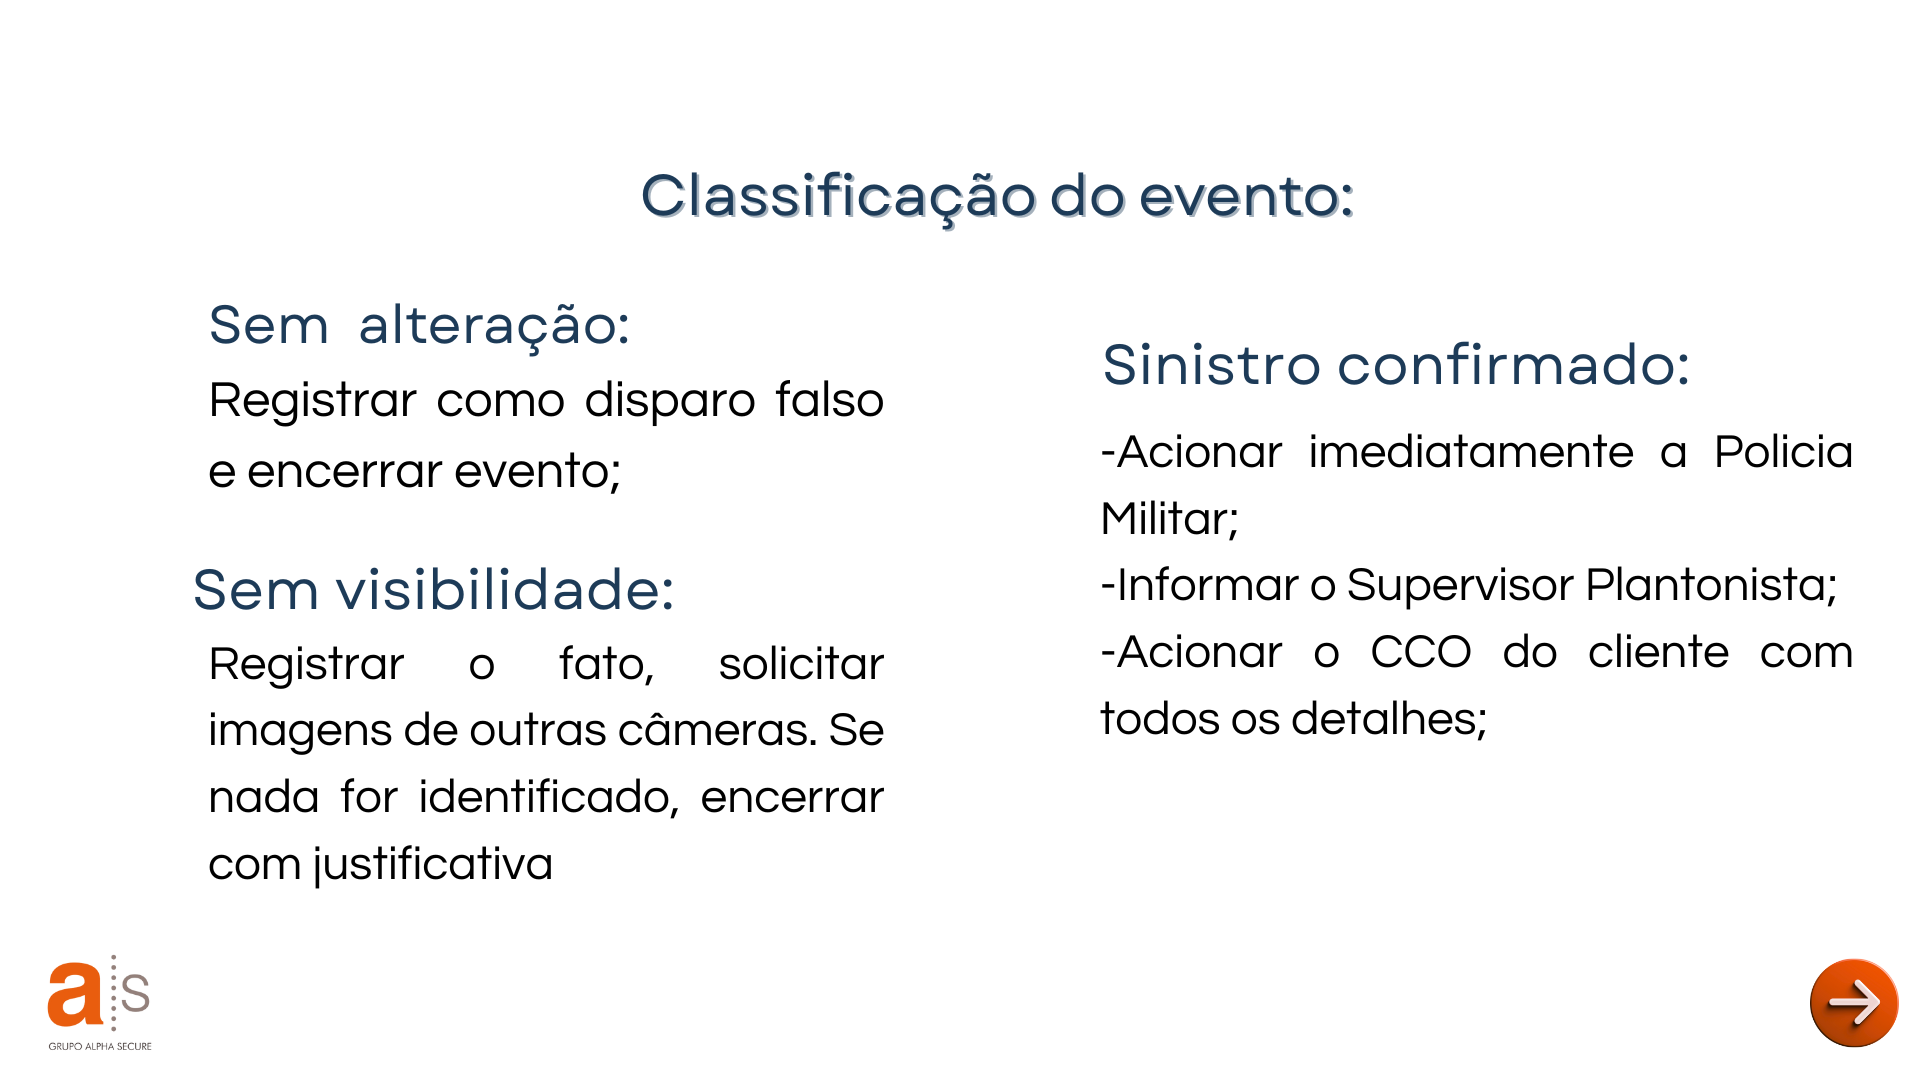 Classificação do evento:
Sem alteração:
Registrar como disparo falso
e encerrar evento;
Sem visibilidade:
Registrar o fato, solicitar
imagens de outras câmeras. Se
nada for identificado, encerrar
com justificativa
Sinistro confirmado:
-Acionar imediatamente a Policia
Militar;
-Informar o Supervisor Plantonista;
-Acionar o CCO do cliente com
todos os detalhes;
a s
GRUPO ALPHA SECURE